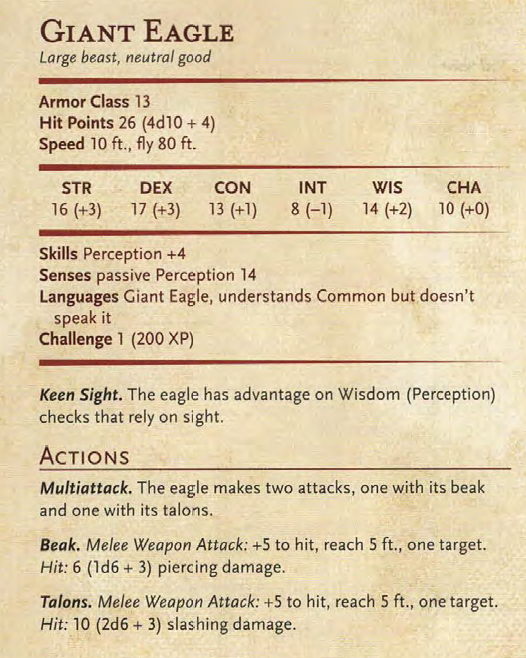 GIANT EAGLE
Large beast, neutral good
Armor Class 13
Hit Points 26 (4d10 + 4)
Speed 10 ft., fly 80 ft.
STR DEX CON INT WIS CHA
16 (+3) 17 (+3) 13 (+1) 8 (–1) 14 (+2) 10 (+0)
Skills Perception +4
Senses passive Perception 14
Languages Giant Eagle, understands Common but doesn't
speak it
Challenge 1 (200 XP)
Keen Sight. The eagle has advantage on Wisdom (Perception)
checks that rely on sight.
ACTIONS
Multiattack. The eagle makes two attacks, one with its beak
and one with its talons.
Beak. Melee Weapon Attack: +5 to hit, reach 5 ft., one target.
Hit: 6 (1d6 + 3) piercing damage.
Talons. Melee Weapon Attack: +5 to hit, reach 5 ft., one target.
Hit: 10 (2d6 + 3) slashing damage.